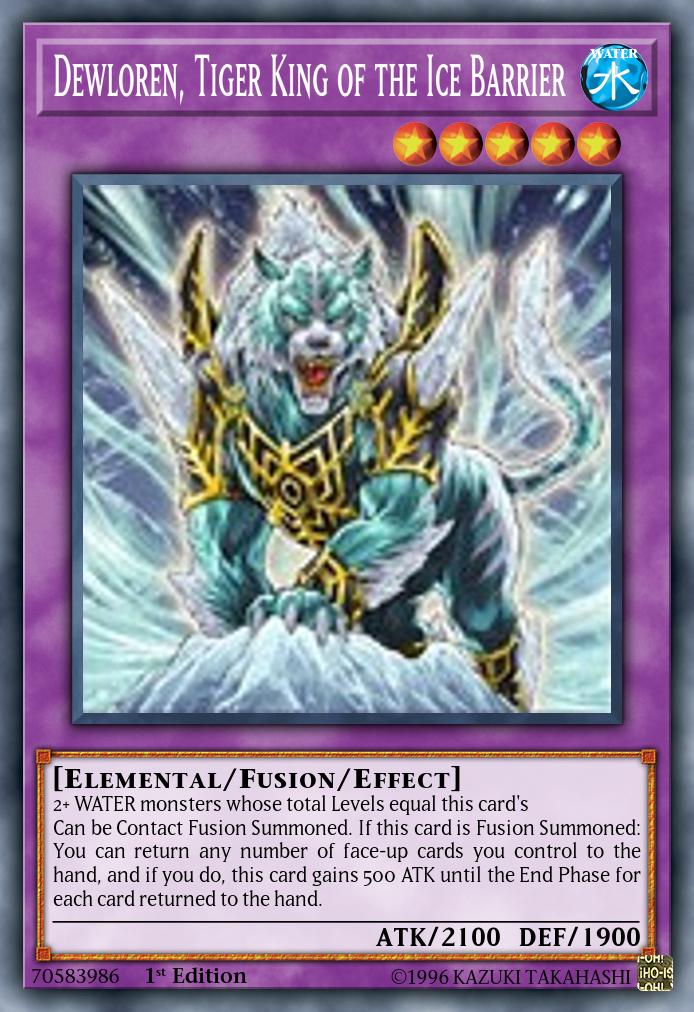 DEWLOREN, TIGER KING OF THE ICE BARRIER
WATER
水
[ELEMENTAL/FUSION/EFFECT]
2+ WATER monsters whose total Levels equal this card's
Can be Contact Fusion Summoned. If this card is Fusion Summoned:
You can return any number of face-up cards you control to the
hand, and if you do, this card gains 500 ATK until the End Phase for
each card returned to the hand.
ATK/2100 DEF/1900
70583986 1st Edition ©1996 KAZUKI TAKAHASHI